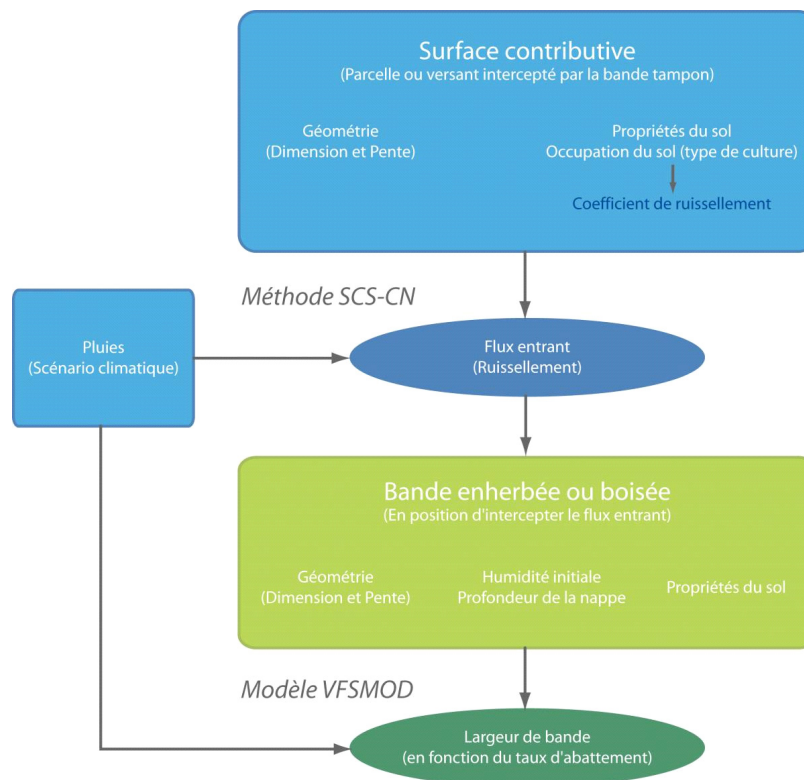 Surface contributive
(Parcelle ou versant intercepté par la bande tampon)
Géométrie
(Dimension et Pente)
Propriétés du sol
Occupation du sol (type de culture)
Coefficient de ruissellement
Méthode SCS-CN
Pluies
(Scénario climatique)
Flux entrant
(Ruissellement)
Bande enherbée ou boisée
(En position d'intercepter le flux entrant)
Géométrie
(Dimension et Pente)
Humidité initiale
Profondeur de la nappe
Propriétés du sol
Modèle VFSMOD
Largeur de bande
(en fonction du taux d'abattement)